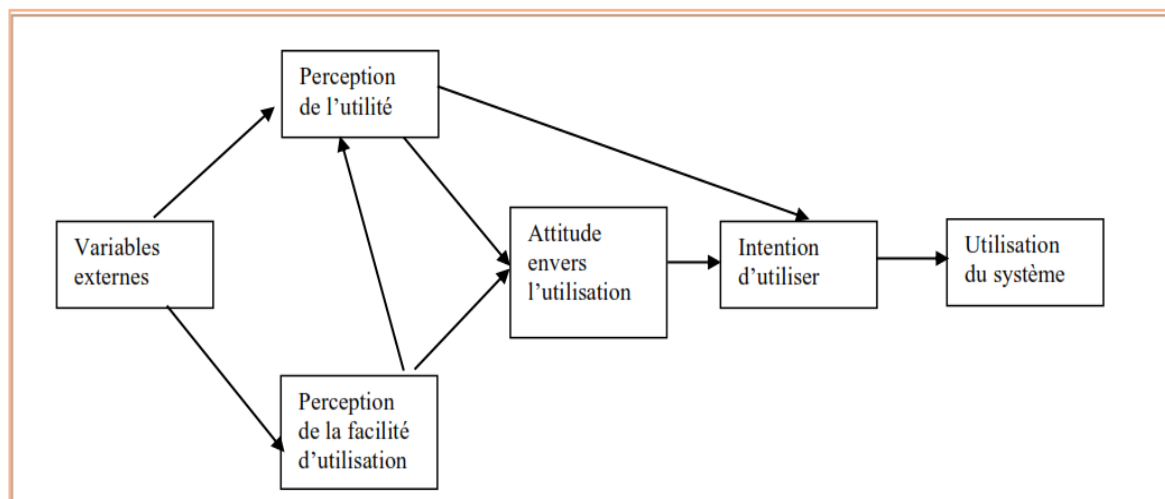 Perception
de l’utilité
Variables
externes
Attitude
envers
l’utilisation
Intention
d’utiliser
Utilisation
du système
Perception
de la facilité
d’utilisation